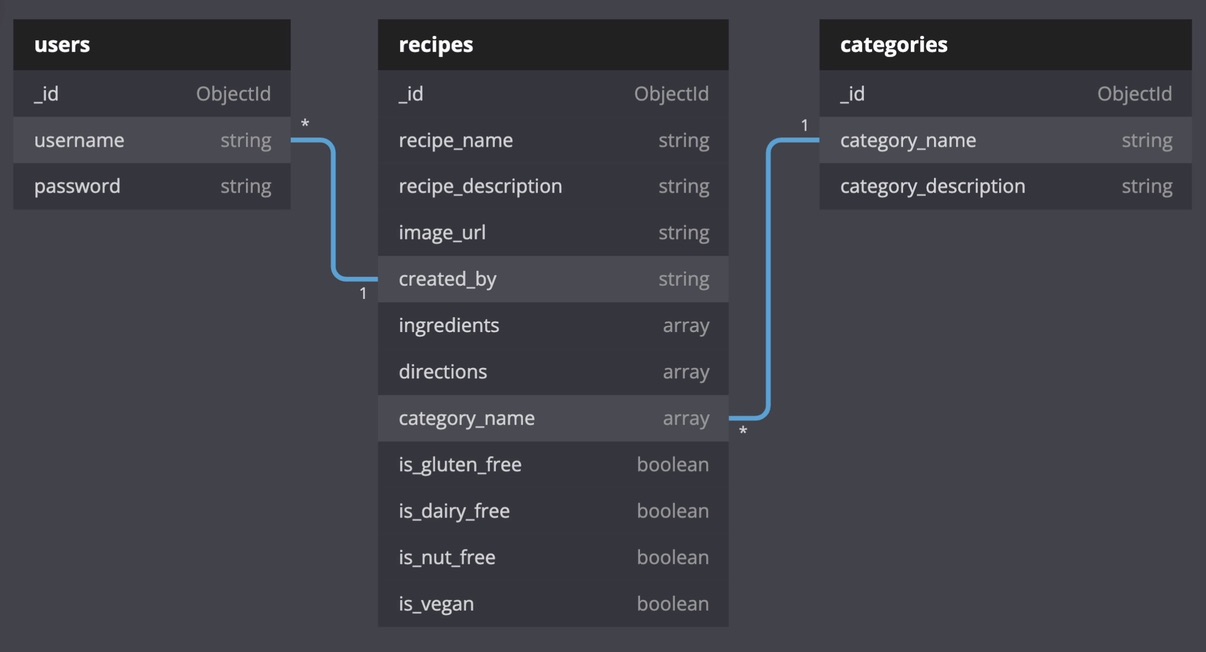 users
_id ObjectId
username string
password string
*
1
recipes
_id ObjectId
recipe_name string
recipe_description string
image_url string
created_by string
ingredients array
directions array
category_name array
is_gluten_free boolean
is_dairy_free boolean
is_nut_free boolean
is_vegan boolean
1
*
categories
_id ObjectId
category_name string
category_description string